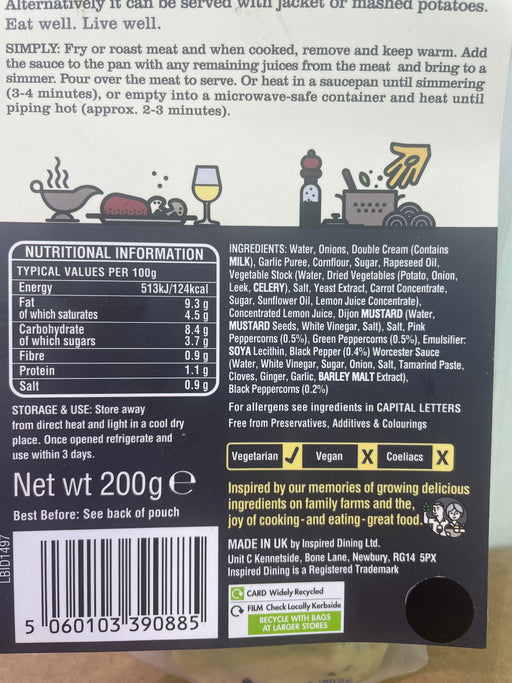 Alternatively it can be served with jacket or mashed potatoes.
Eat well. Live well.
SIMPLY: Fry or roast meat and when cooked, remove and keep warm. Add
the sauce to the pan with any remaining juices from the meat and bring to a
simmer. Pour over the meat to serve. Or heat in a saucepan until simmering
(3-4 minutes), or empty into a microwave-safe container and heat until
piping hot (approx. 2-3 minutes).
NUTRITIONAL INFORMATION
TYPICAL VALUES PER 100g
Energy 513kJ/124kcal
Fat 9.3 g
of which saturates 4.5 g
Carbohydrate 8.4 g
of which sugars 3.7 g
Fibre 0.9 g
Protein 1.1 g
Salt 0.9 g
STORAGE & USE: Store away
from direct heat and light in a cool dry
place. Once opened refrigerate and
use within 3 days.
Net wt 200g e
Best Before: See back of pouch
LBID1497
5 060103 390885
INGREDIENTS: Water, Onions, Double Cream (Contains
MILK), Garlic Puree, Cornflour, Sugar, Rapeseed Oil,
Vegetable Stock (Water, Dried Vegetables (Potato, Onion,
Leek, CELERY), Salt, Yeast Extract, Carrot Concentrate,
Sugar, Sunflower Oil, Lemon Juice Concentrate),
Concentrated Lemon Juice, Dijon MUSTARD (Water,
MUSTARD Seeds, White Vinegar, Salt), Salt, Pink
Peppercorns (0.5%), Green Peppercorns (0.5%), Emulsifier:
SOYA Lecithin, Black Pepper (0.4%) Worcester Sauce
(Water, White Vinegar, Sugar, Onion, Salt, Tamarind Paste,
Cloves, Ginger, Garlic, BARLEY MALT Extract),
Black Peppercorns (0.2%)
For allergens see ingredients in CAPITAL LETTERS
Free from Preservatives, Additives & Colourings
Vegetarian ✓ Vegan X Coeliacs X
Inspired by our memories of growing delicious
ingredients on family farms and the,
joy of cooking-and eating-great food.
MADE IN UK by Inspired Dining Ltd.
Unit C Kennetside, Bone Lane, Newbury, RG14 5PX
Inspired Dining is a Registered Trademark
CARD Widely Recycled
FILM Check Locally Kerbside
RECYCLE WITH BAGS
AT LARGER STORES